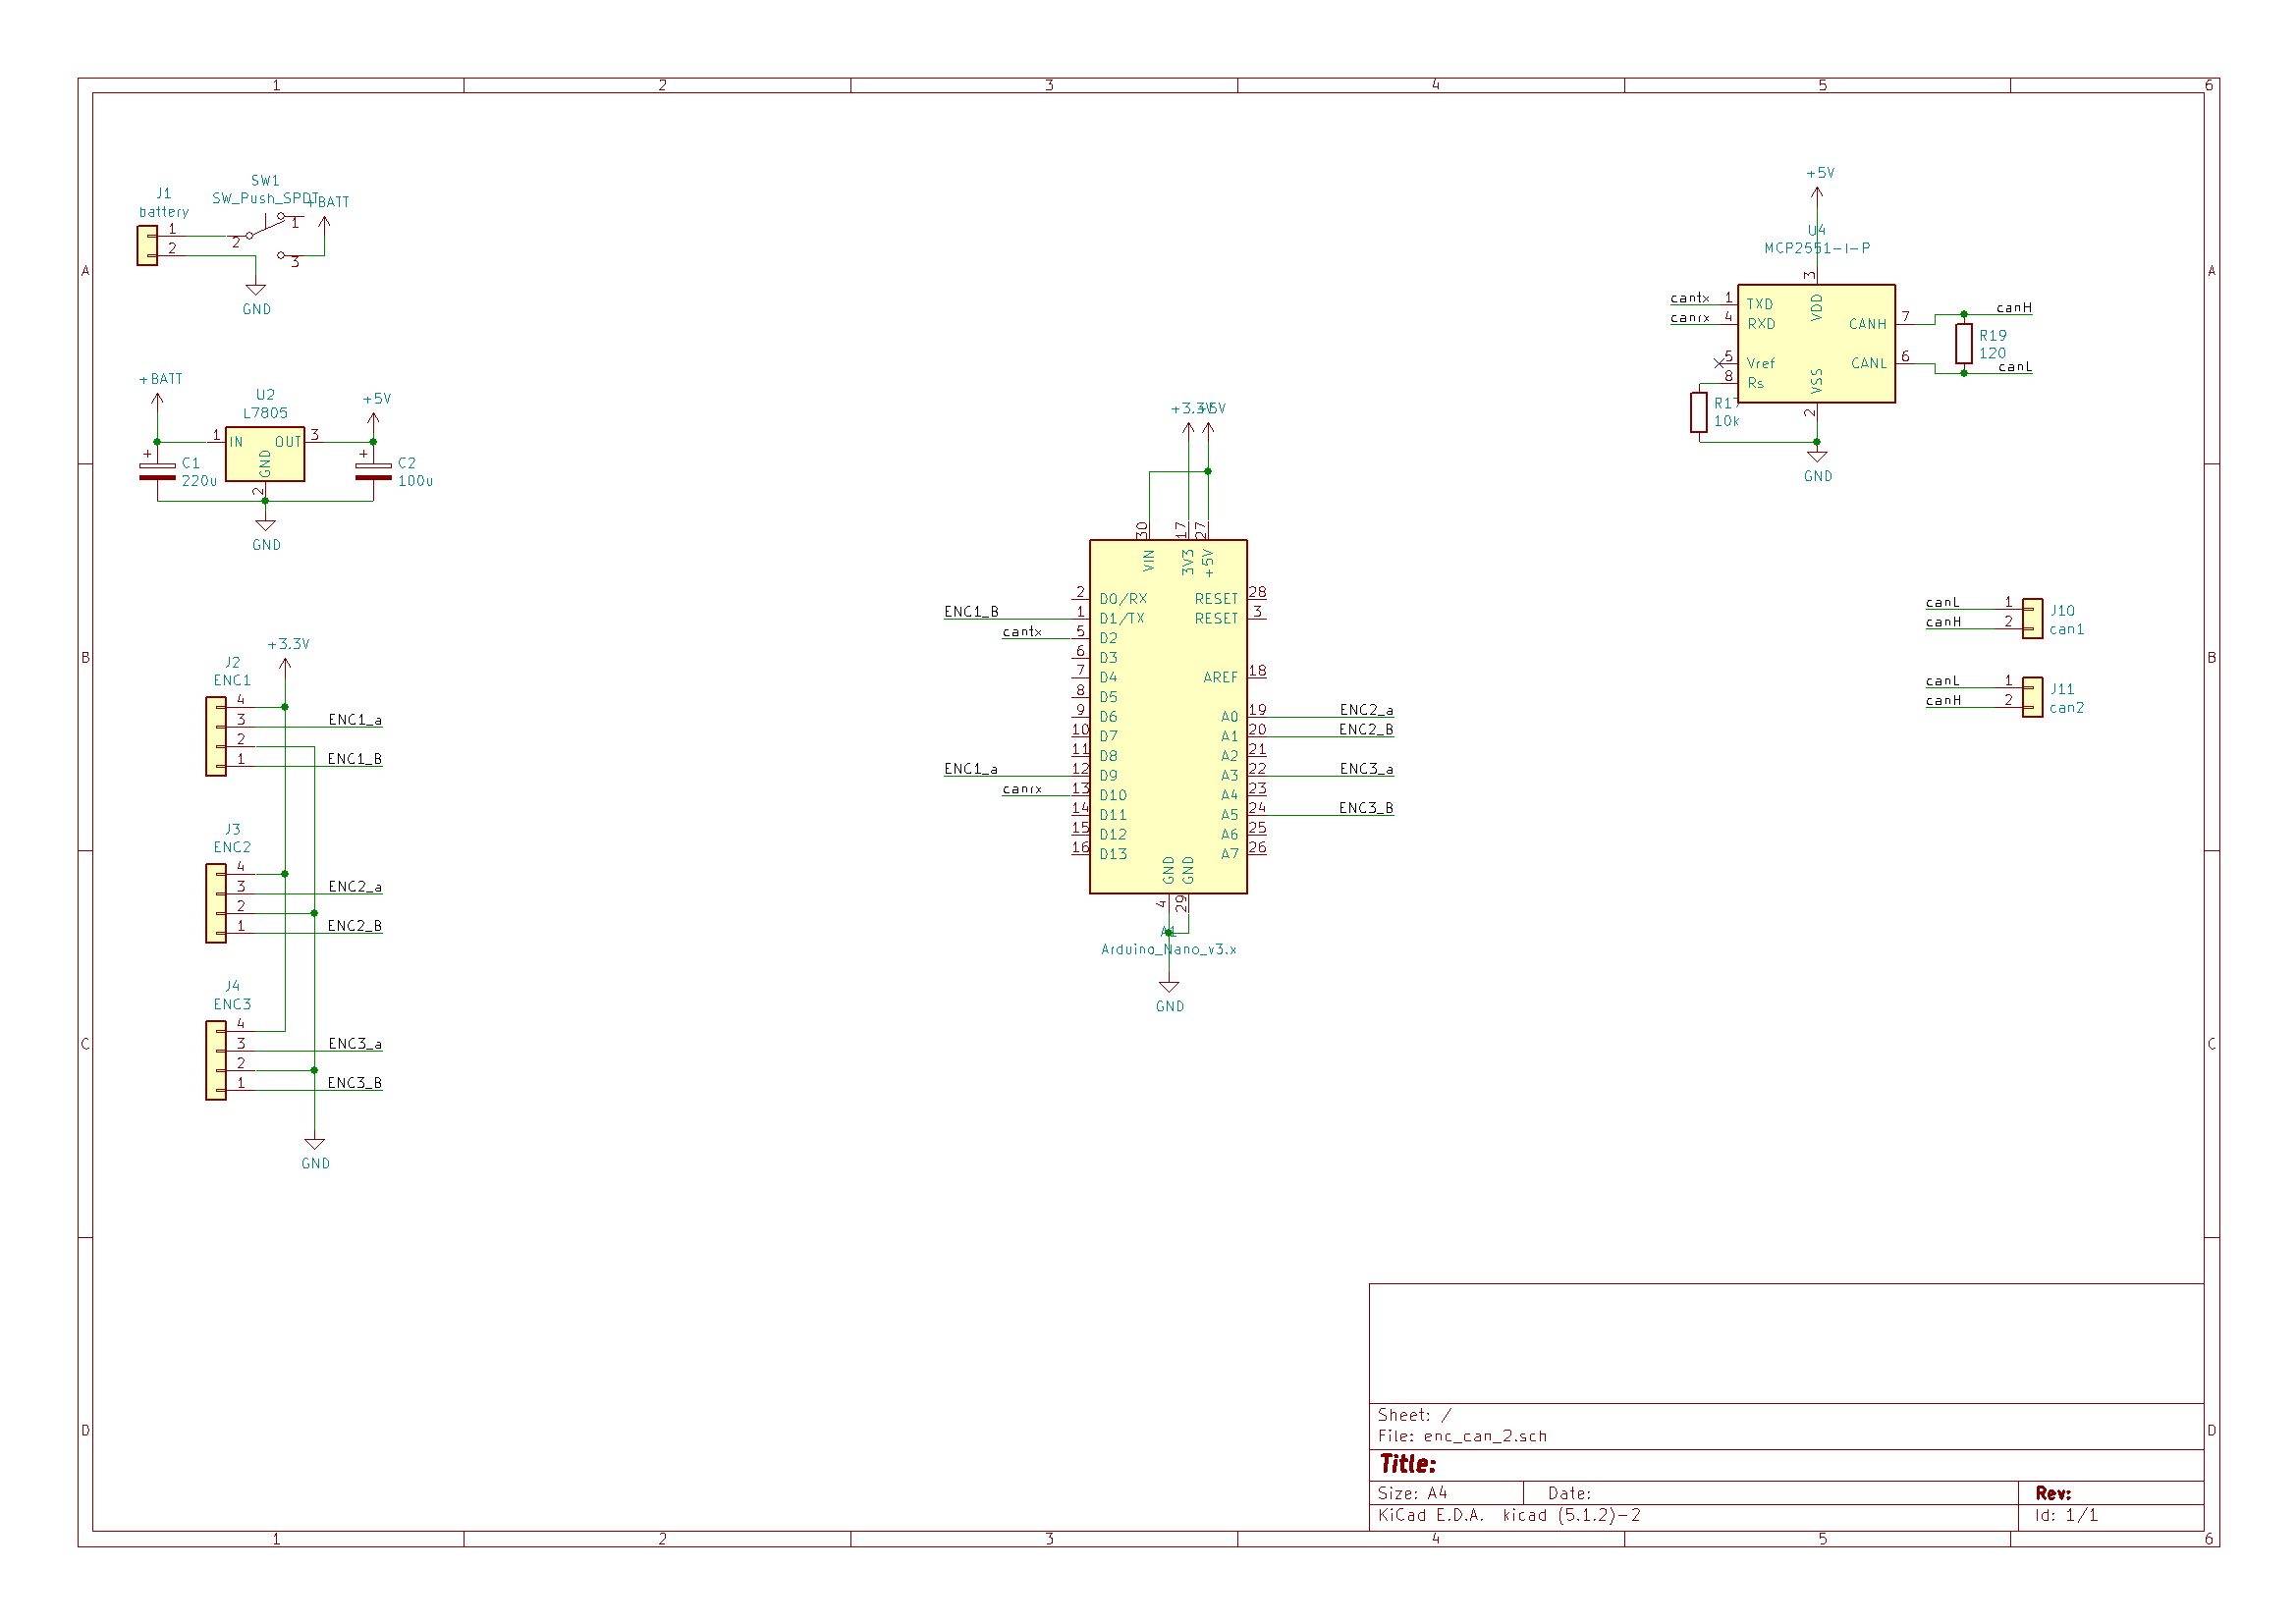 1 2 3 4 5 6
A A
B B
C C
D D
1 2 3 4 5 6
J1
battery
1
2
SW1
SW_Push_SPDT
2
1
3
+BATT
GND
+BATT
U2
L7805
+5V
1 IN OUT 3
GND
2
+ C1
220u
+ C2
100u
GND
+3.3V
J2
ENC1
4
3 ENC1_a
2
1 ENC1_B
J3
ENC2
4
3 ENC2_a
2
1 ENC2_B
J4
ENC3
4
3 ENC3_a
2
1 ENC3_B
GND
+3.3V +5V
30 17 27
VIN 3V3 +5V
2 D0/RX RESET 28
ENC1_B 1 D1/TX RESET 3
cantx 5 D2
6 D3
7 D4 AREF 18
8 D5
9 D6 A0 19 ENC2_a
10 D7 A1 20 ENC2_B
11 D8 A2 21
ENC1_a 12 D9 A3 22 ENC3_a
canrx 13 D10 A4 23
14 D11 A5 24 ENC3_B
15 D12 A6 25
16 D13 A7 26
GND GND
4 29
A1
Arduino_Nano_v3.x
GND
+5V
U4
MCP2551-I-P
3
VDD
cantx 1 TXD
canrx 4 RXD CANH 7 canH
5 Vref CANL 6 canL
8 Rs VSS
2
R19
120
R17
10k
GND
canL 1 J10
canH 2 can1
canL 1 J11
canH 2 can2
Sheet: /
File: enc_can_2.sch
Title:
Size: A4 Date: Rev:
KiCad E.D.A. kicad (5.1.2)-2 Id: 1/1